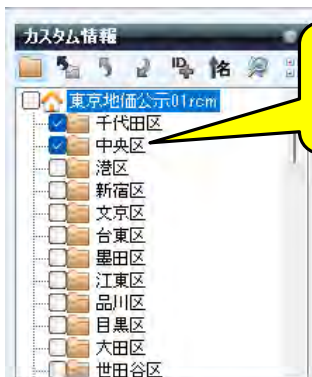 カスタム情報
ID
名
東京地価公示01rcm
千代田区
中央区
港区
新宿区
文京区
台東区
墨田区
江東区
品川区
目黒区
大田区
世田谷区